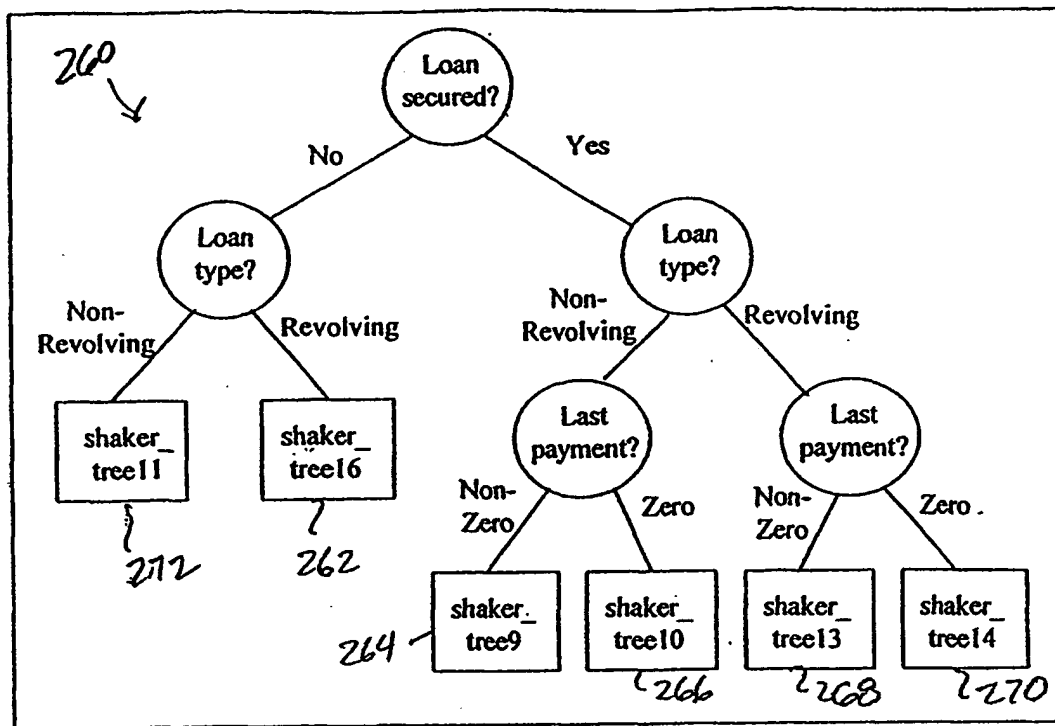 260
Loan
secured?
No
Yes
Loan
type?
Loan
type?
Non-
Revolving
Revolving
Non-
Revolving
Revolving
shaker_
tree11
shaker_
tree16
Last
payment?
Last
payment?
272
262
Non-
Zero
Zero
Non-
Zero
Zero
shaker_
tree9
shaker_
tree10
shaker_
tree13
shaker_
tree14
264
266
268
270